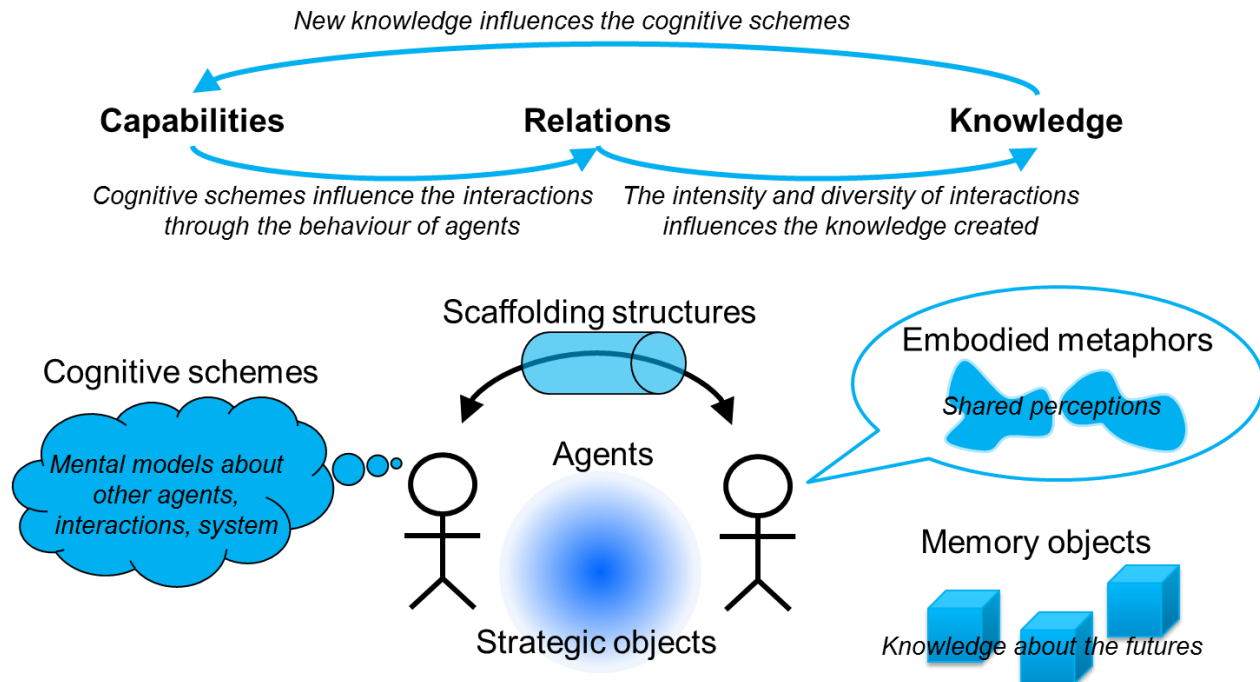 New knowledge influences the cognitive schemes
Capabilities
Relations
Knowledge
Cognitive schemes influence the interactions
through the behaviour of agents
The intensity and diversity of interactions
influences the knowledge created
Scaffolding structures
Cognitive schemes
Mental models about
other agents,
interactions, system
Agents
Strategic objects
Embodied metaphors
Shared perceptions
Memory objects
Knowledge about the futures